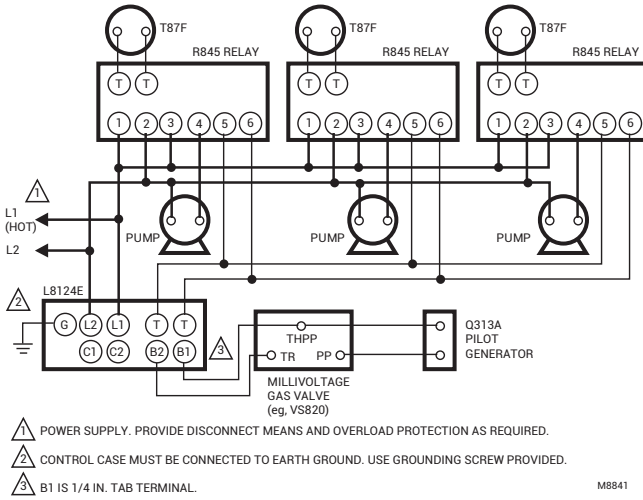 T87F T87F T87F
R845 RELAY R845 RELAY R845 RELAY
T T T T T T
1 2 3 4 5 6 1 2 3 4 5 6 1 2 3 4 5 6
1
L1
(HOT)
L2
PUMP PUMP PUMP
2
L8124E
G L2 L1 T T
C1 C2 B2 B1
3
THPP
TR PP
Q313A
PILOT
GENERATOR
MILLIVOLTAGE
GAS VALVE
(eg, VS820)
1 POWER SUPPLY. PROVIDE DISCONNECT MEANS AND OVERLOAD PROTECTION AS REQUIRED.
2 CONTROL CASE MUST BE CONNECTED TO EARTH GROUND. USE GROUNDING SCREW PROVIDED.
3 B1 IS 1/4 IN. TAB TERMINAL.
M8841